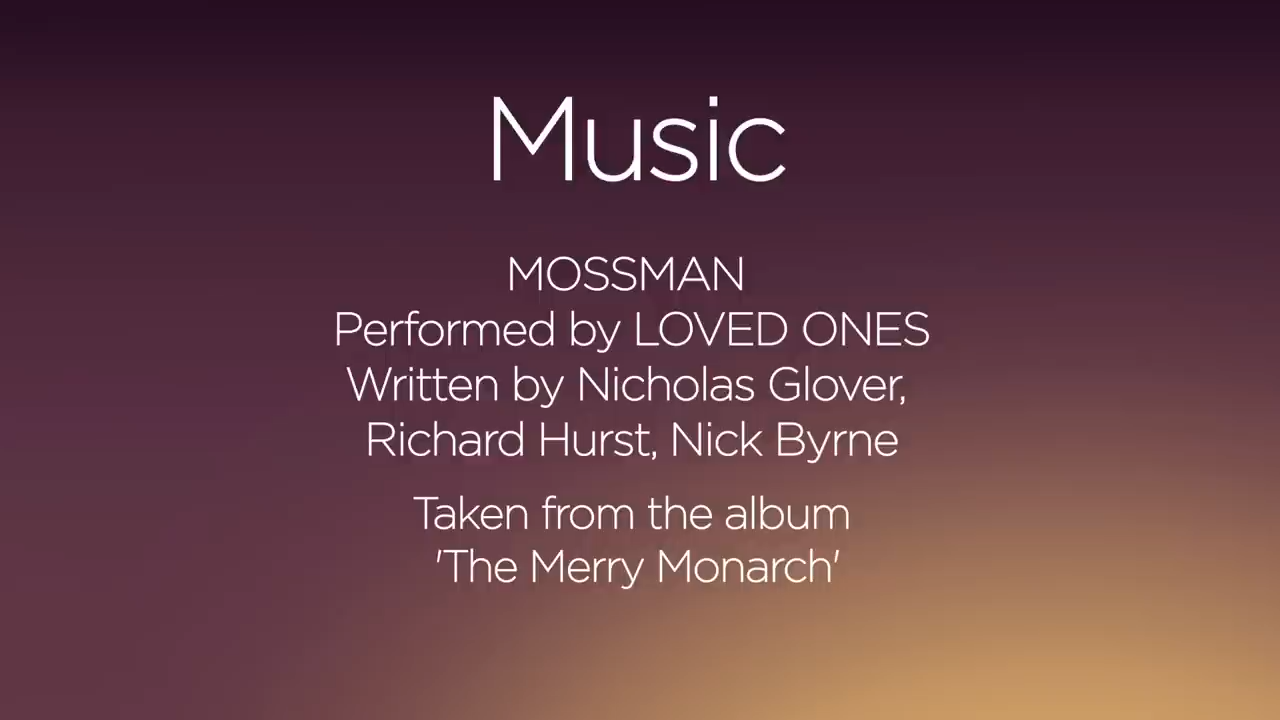 Music
MOSSMAN
Performed by LOVED ONES
Written by Nicholas Glover,
Richard Hurst, Nick Byrne
Taken from the album
'The Merry Monarch'